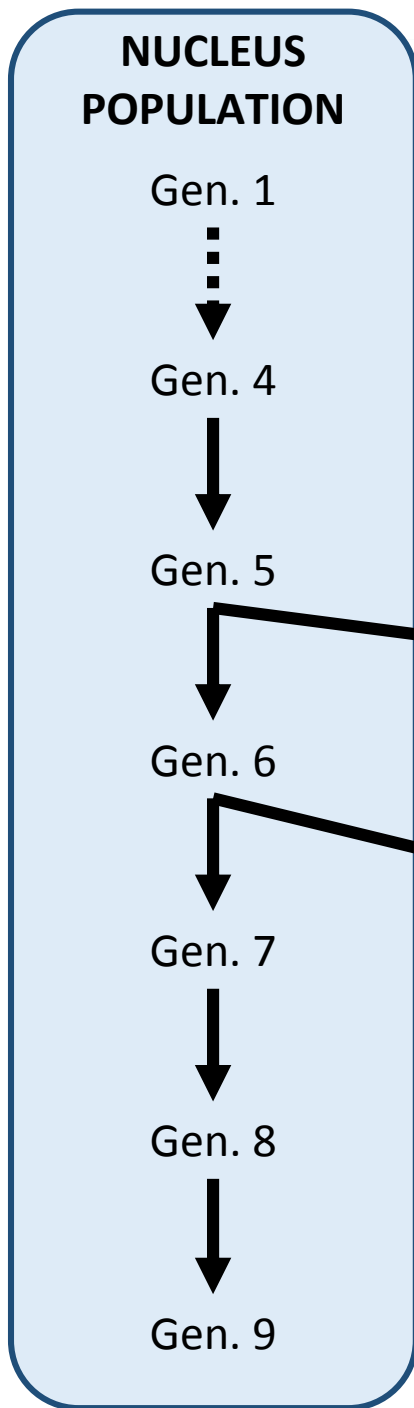 NUCLEUS
POPULATION
Gen. 1
Gen. 4
Gen. 5
Gen. 6
Gen. 7
Gen. 8
Gen. 9